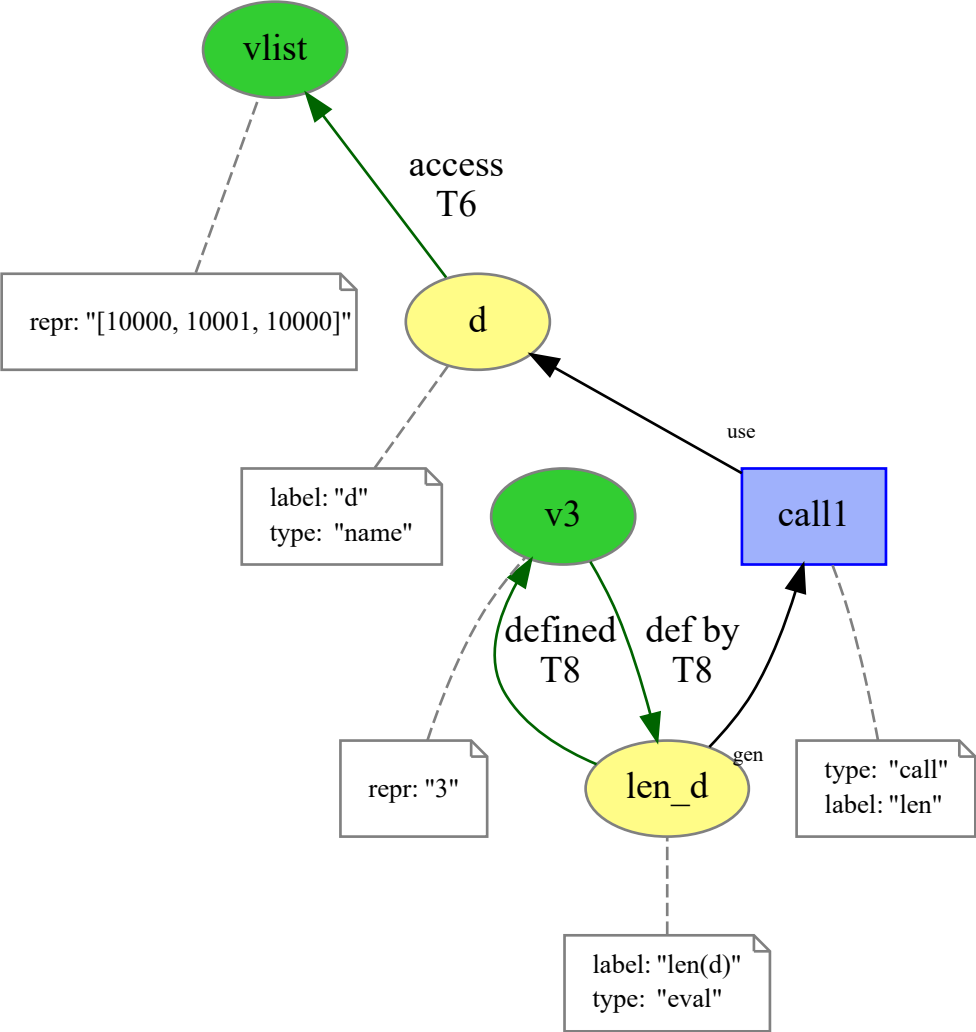 vlist
access
T6
repr: "[10000, 10001, 10000]"
d
use
label: "d"
type: "name"
v3
call1
defined
T8
def by
T8
gen
repr: "3"
len_d
type: "call"
label: "len"
label: "len(d)"
type: "eval"